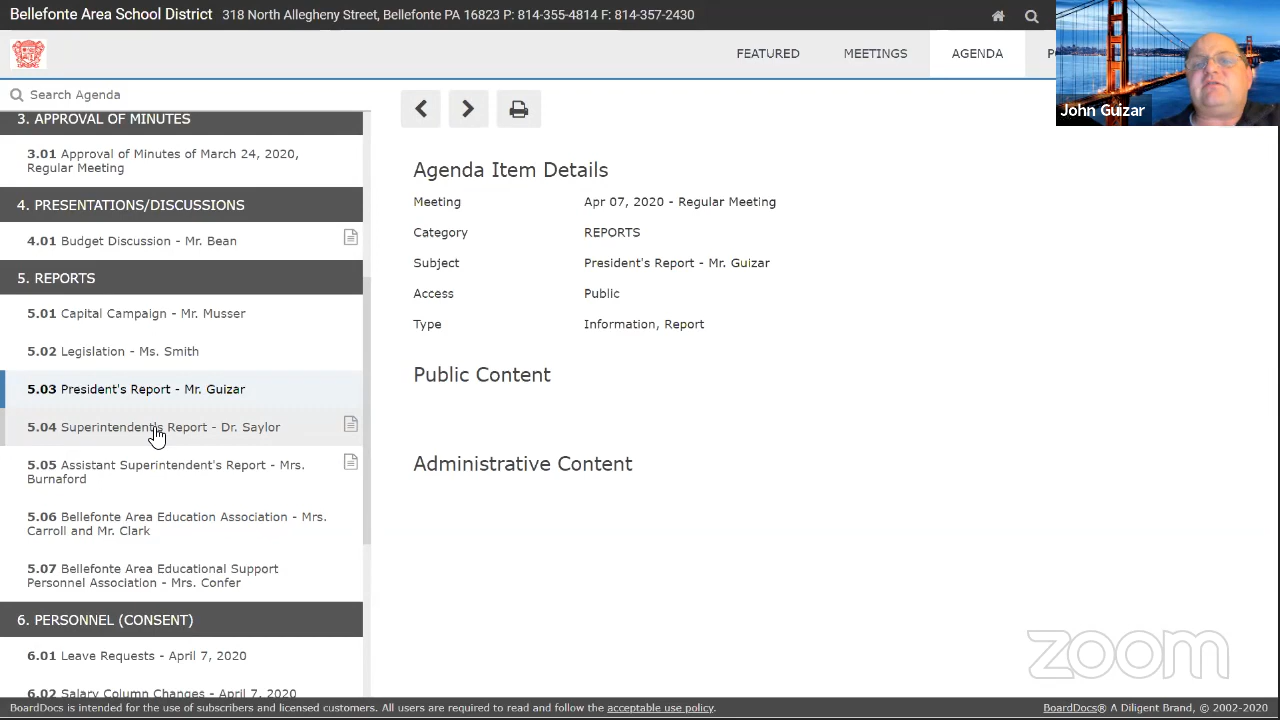 Bellefonte Area School District 318 North Allegheny Street, Bellefonte PA 16823 P: 814-355-4814 F: 814-357-2430
FEATURED MEETINGS AGENDA P
John Guizar
Search Agenda
3. APPROVAL OF MINUTES
3.01 Approval of Minutes of March 24, 2020,
Regular Meeting
4. PRESENTATIONS/DISCUSSIONS
4.01 Budget Discussion - Mr. Bean
5. REPORTS
5.01 Capital Campaign - Mr. Musser
5.02 Legislation - Ms. Smith
5.03 President's Report - Mr. Guizar
5.04 Superintendent's Report - Dr. Saylor
5.05 Assistant Superintendent's Report - Mrs.
Burnaford
5.06 Bellefonte Area Education Association - Mrs.
Carroll and Mr. Clark
5.07 Bellefonte Area Educational Support
Personnel Association - Mrs. Confer
6. PERSONNEL (CONSENT)
6.01 Leave Requests - April 7, 2020
6.02 Salary Column Changes - April 7, 2020
Agenda Item Details
Meeting Apr 07, 2020 - Regular Meeting
Category REPORTS
Subject President's Report - Mr. Guizar
Access Public
Type Information, Report
Public Content
Administrative Content
zoom
BoardDocs is intended for the use of subscribers and licensed customers. All users are required to read and follow the acceptable use policy.
BoardDocs® A Diligent Brand, © 2002-2020